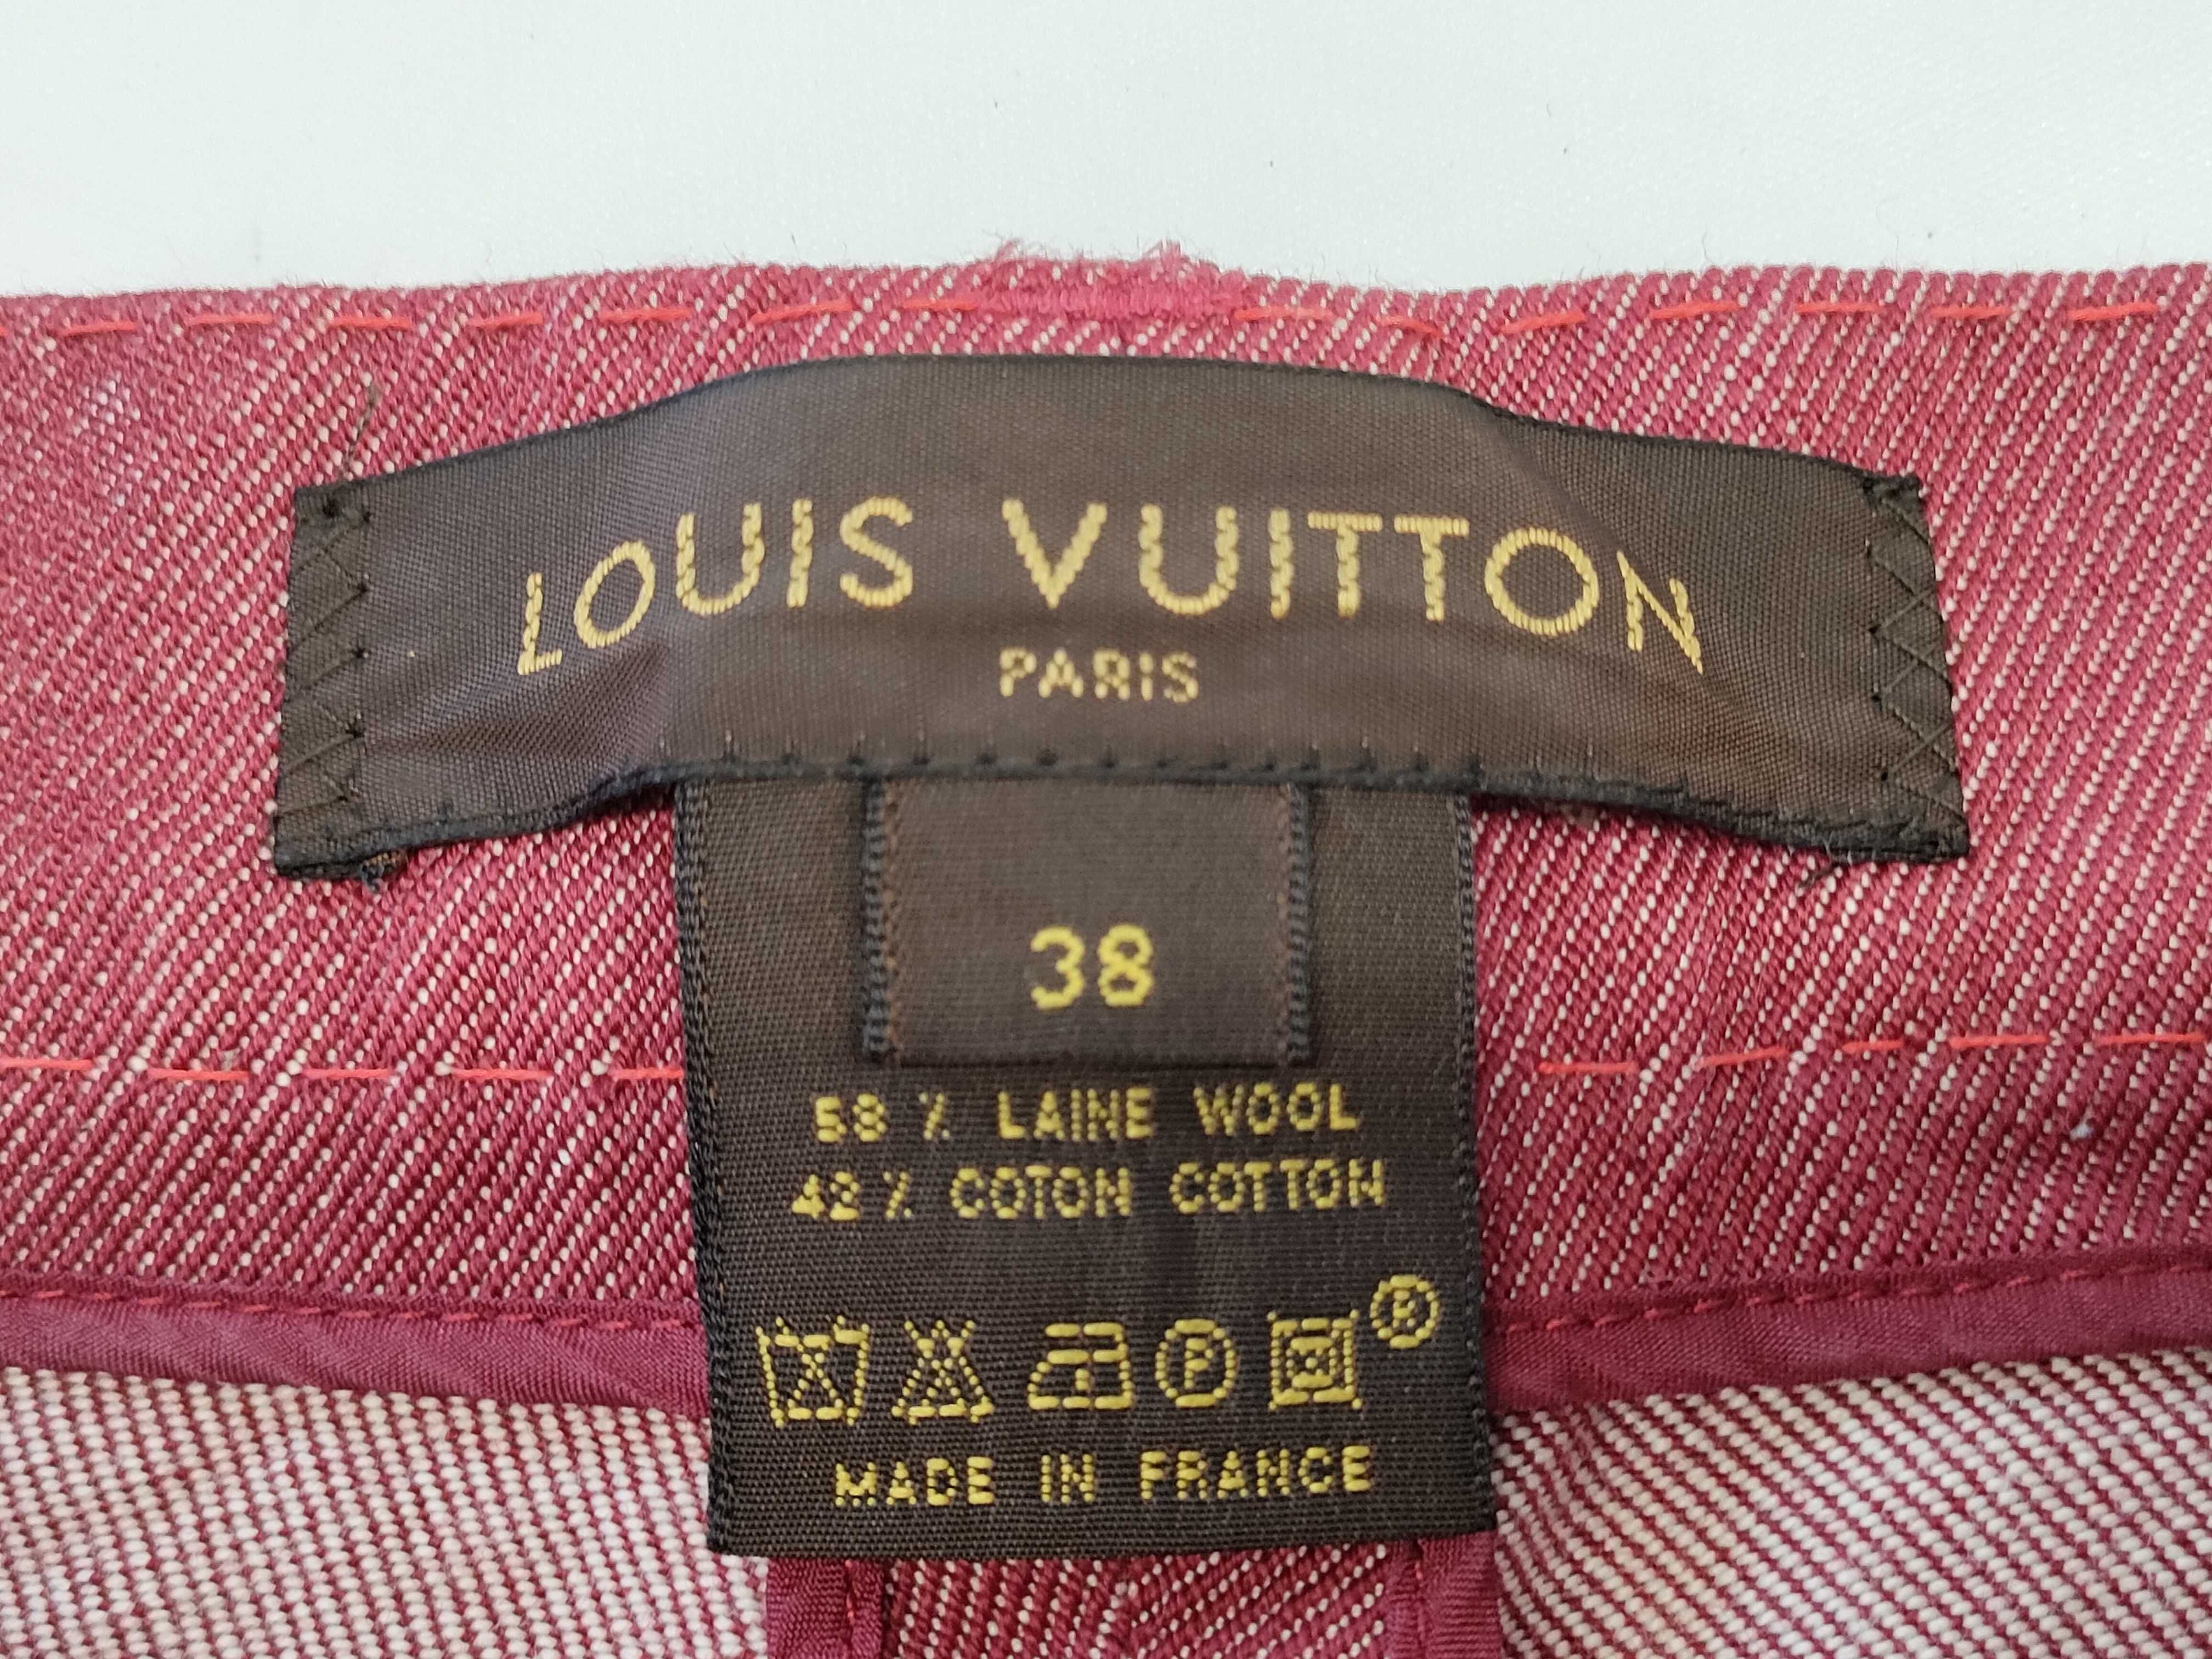 LOUIS VUITTON
PARIS
38
58 % LAINE WOOL
42 % COTON COTTON
P ®
MADE IN FRANCE